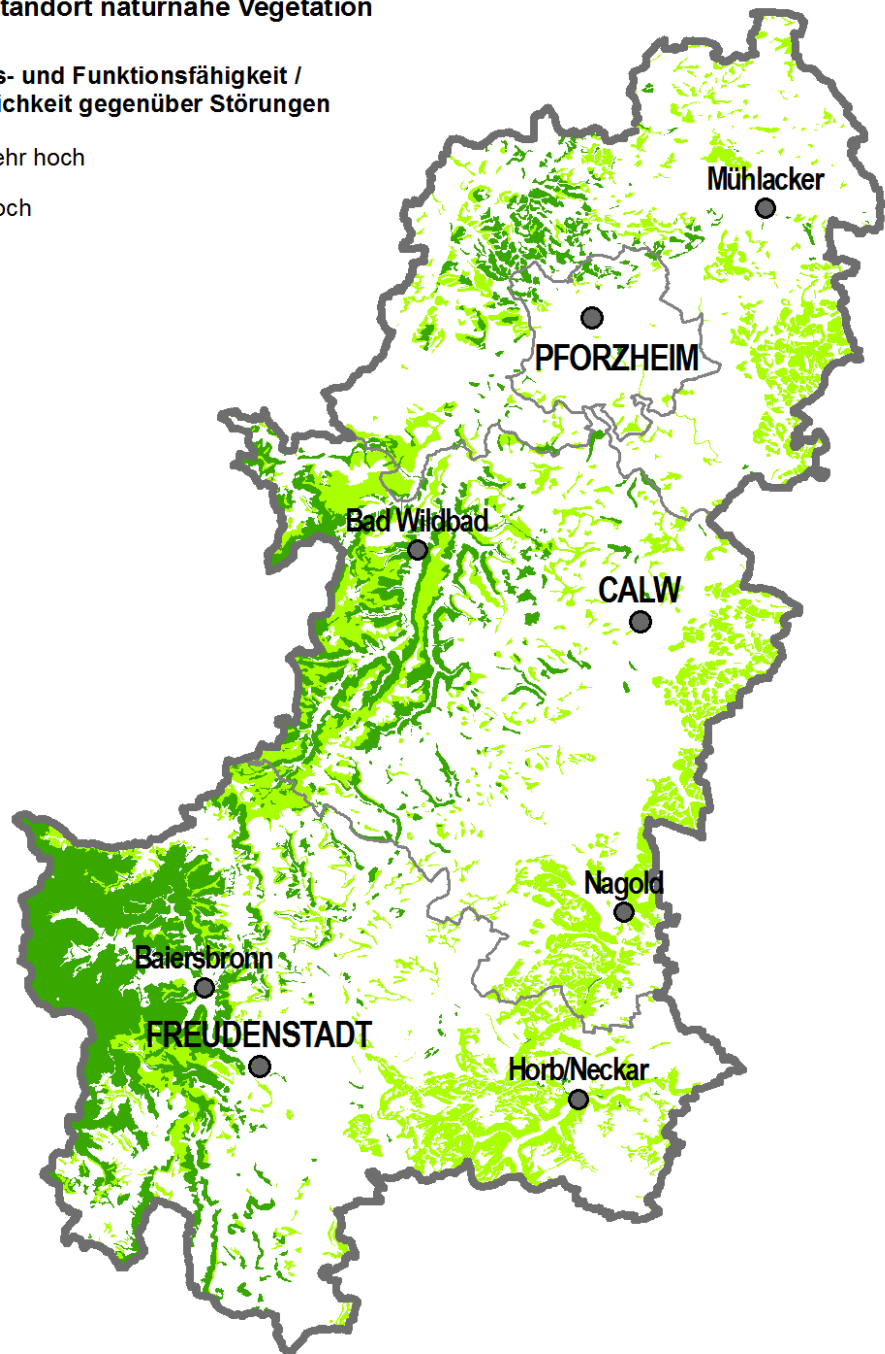 tandort naturnahe Vegetation
s- und Funktionsfähigkeit /
ichkeit gegenüber Störungen
ehr hoch
och
Mühlacker
PFORZHEIM
Bad Wildbad
CALW
Nagold
Baiersbronn
FREUDENSTADT
Horb/Neckar